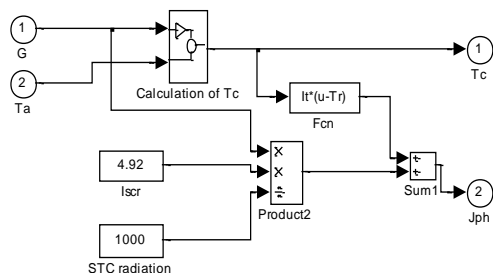 1
G
2
Ta
Calculation of Tc
1
Tc
It*(u-Tr)
Fcn
4.92
Iscr
×
×
÷
Product2
+
+
Sum1
2
Jph
1000
STC radiation